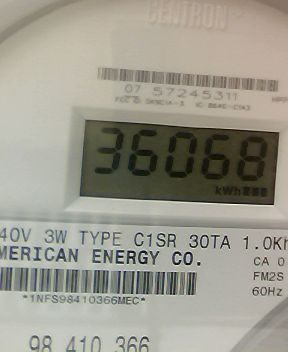 CENTRON
07 57245311
36068
kWh
40V 3W TYPE C1SR 30TA 1.0Kh
MERICAN ENERGY CO.
CA 0
FM2S
60Hz
*1NFS98410366MEC*
98 410 366